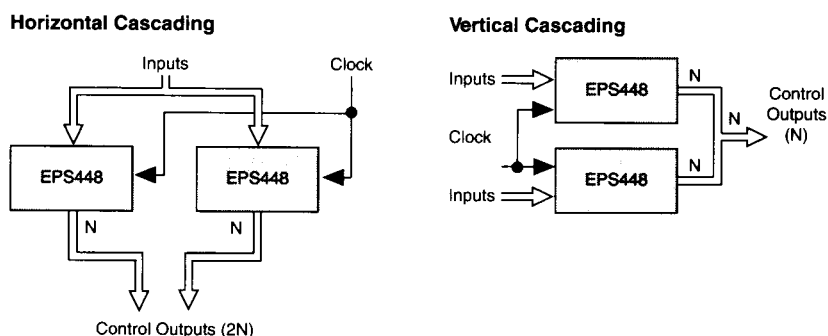 Horizontal Cascading
Inputs
Clock
EPS448
EPS448
N
N
Control Outputs (2N)
Vertical Cascading
Inputs
EPS448
N
Control
Outputs
(N)
N
Clock
EPS448
N
Inputs